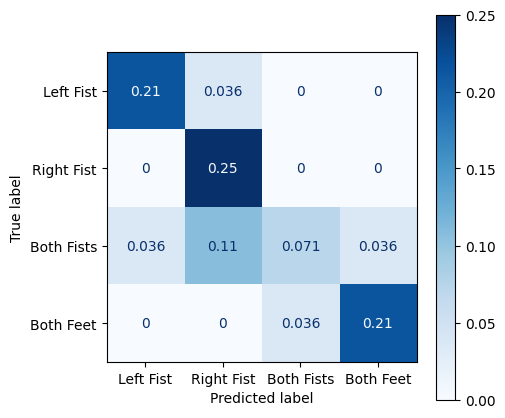 0.25
Left Fist 0.21 0.036 0 0
0.20
Right Fist 0 0.25 0 0
0.15
True label
0.10
Both Fists 0.036 0.11 0.071 0.036
0.05
Both Feet 0 0 0.036 0.21
0.00
Left Fist Right Fist Both Fists Both Feet
Predicted label